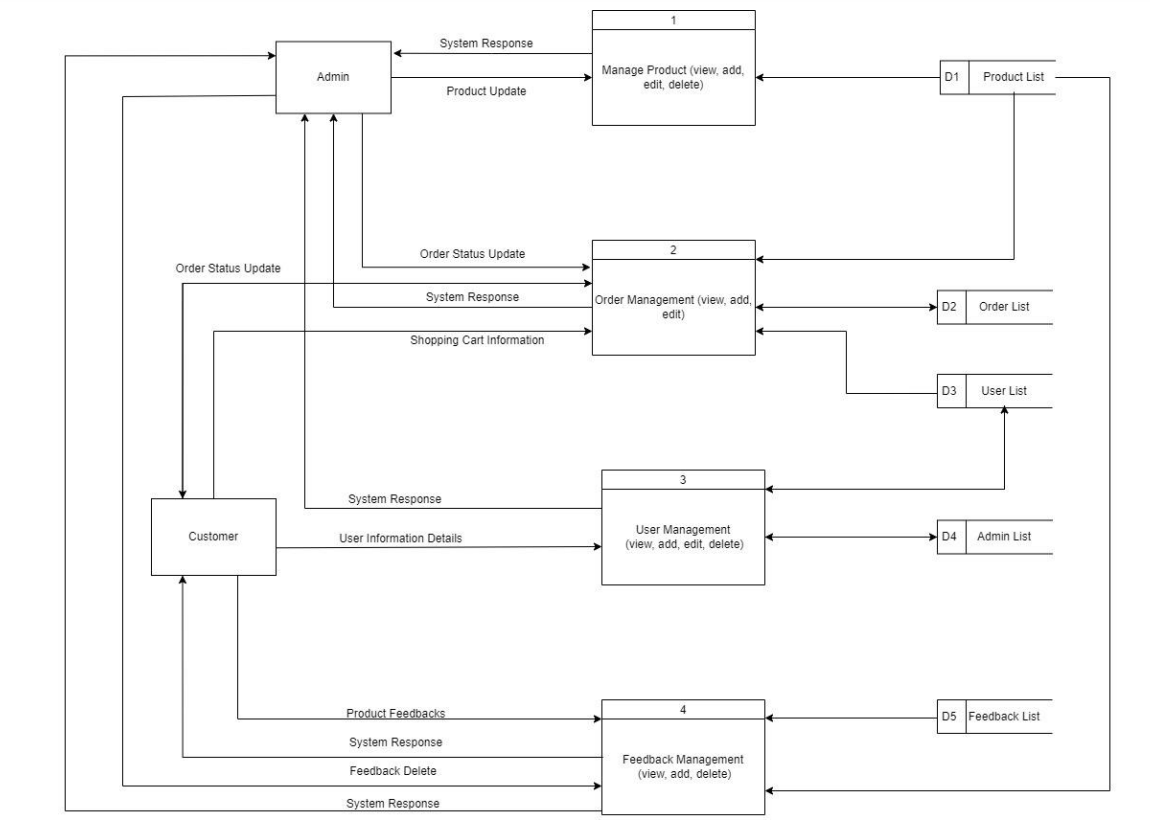 1
System Response
Admin
Manage Product (view, add,
edit, delete)
D1
Product List
Product Update
2
Order Status Update
Order Status Update
System Response
Order Management (view, add,
edit)
D2
Order List
Shopping Cart Information
D3
User List
3
System Response
Customer
User Information Details
User Management
(view, add, edit, delete)
D4
Admin List
4
Product Feedbacks
D5
Feedback List
System Response
Feedback Management
(view, add, delete)
Feedback Delete
System Response